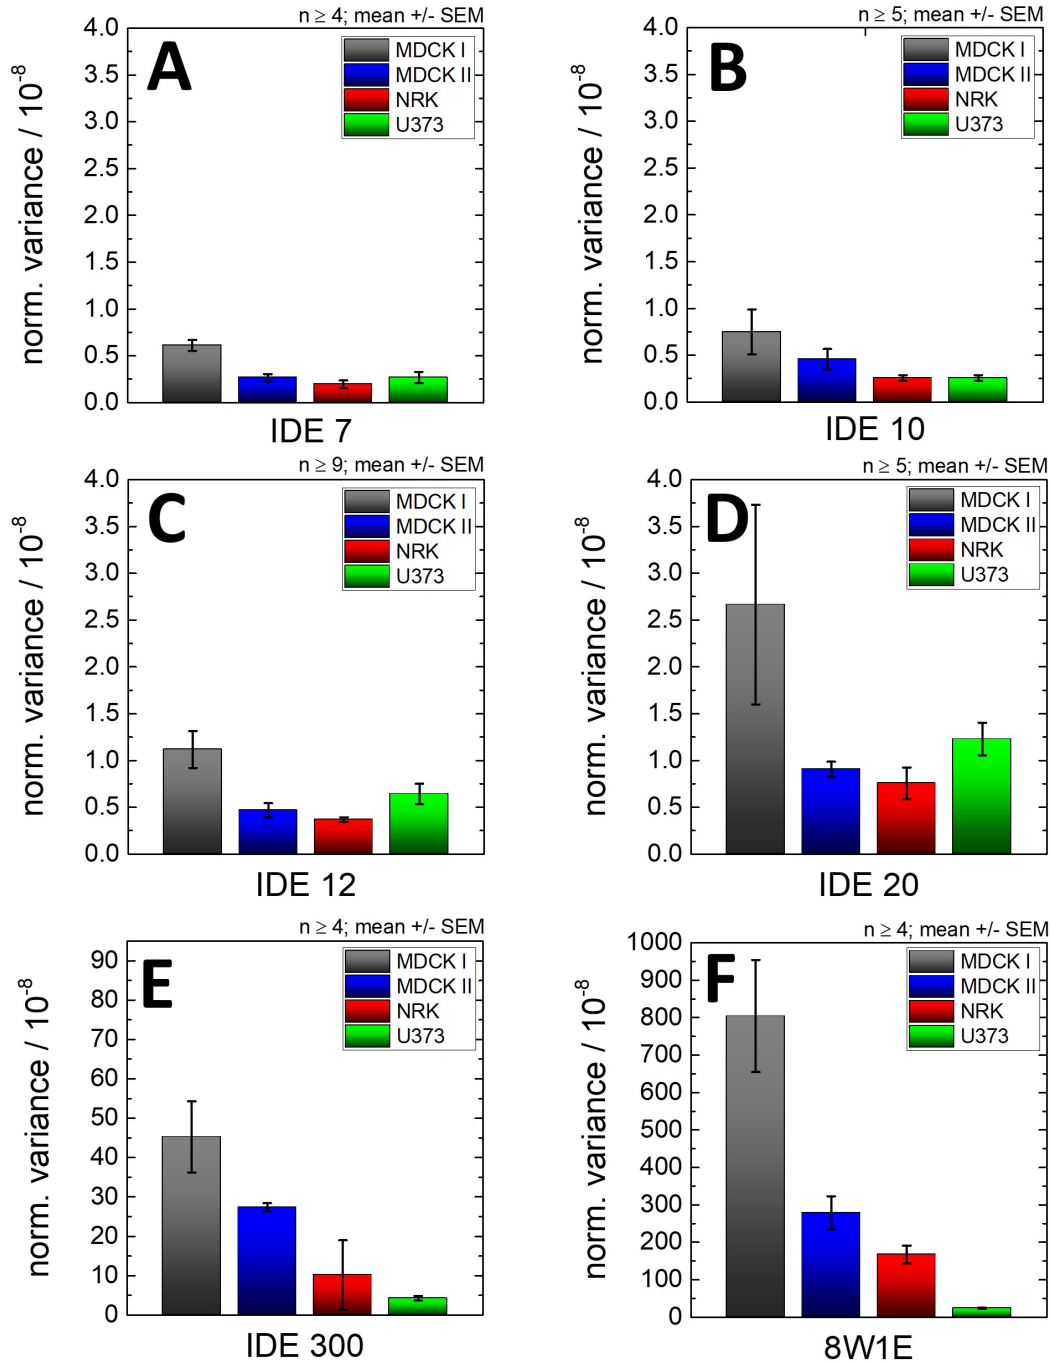 n ≥ 4; mean +/- SEM
A
MDCK I
MDCK II
NRK
U373
norm. variance / 10⁻⁸
4.0
3.5
3.0
2.5
2.0
1.5
1.0
0.5
0.0
IDE 7
n ≥ 5; mean +/- SEM
B
MDCK I
MDCK II
NRK
U373
norm. variance / 10⁻⁸
4.0
3.5
3.0
2.5
2.0
1.5
1.0
0.5
0.0
IDE 10
n ≥ 9; mean +/- SEM
C
MDCK I
MDCK II
NRK
U373
norm. variance / 10⁻⁸
4.0
3.5
3.0
2.5
2.0
1.5
1.0
0.5
0.0
IDE 12
n ≥ 5; mean +/- SEM
D
MDCK I
MDCK II
NRK
U373
norm. variance / 10⁻⁸
4.0
3.5
3.0
2.5
2.0
1.5
1.0
0.5
0.0
IDE 20
n ≥ 4; mean +/- SEM
E
MDCK I
MDCK II
NRK
U373
norm. variance / 10⁻⁸
90
80
70
60
50
40
30
20
10
0
IDE 300
n ≥ 4; mean +/- SEM
F
MDCK I
MDCK II
NRK
U373
norm. variance / 10⁻⁸
1000
900
800
700
600
500
400
300
200
100
0
8W1E